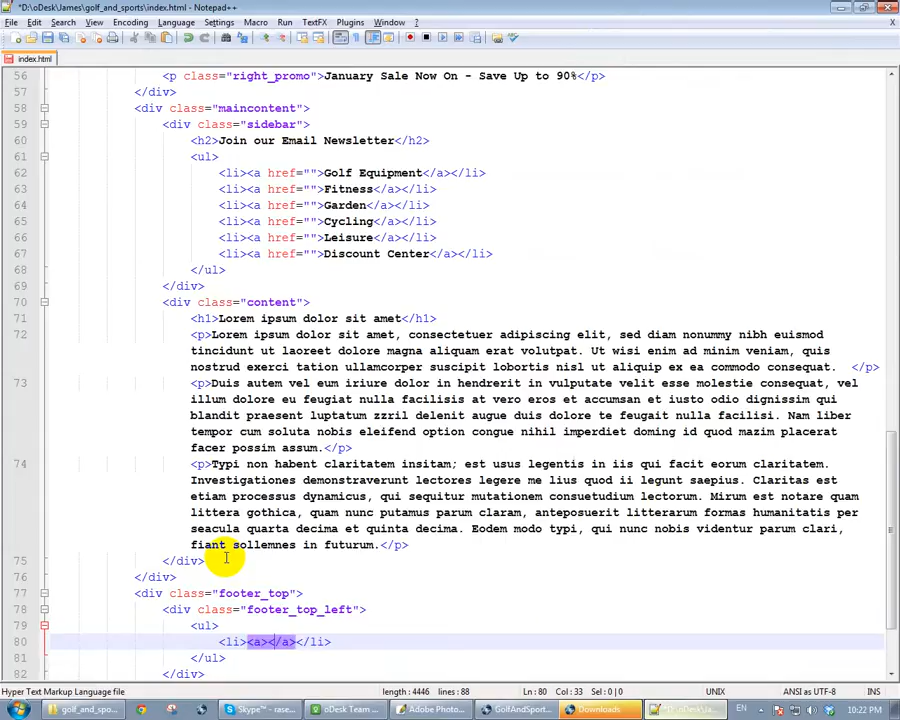 *D:\oDesk\James\golf_and_sports\index.html - Notepad++
File Edit Search View Encoding Language Settings Macro Run TextFX Plugins Window ?
index.html
56 <p class="right_promo">January Sale Now On - Save Up to 90%</p>
57 </div>
58 <div class="maincontent">
59 <div class="sidebar">
60 <h2>Join our Email Newsletter</h2>
61 <ul>
62 <li><a href="">Golf Equipment</a></li>
63 <li><a href="">Fitness</a></li>
64 <li><a href="">Garden</a></li>
65 <li><a href="">Cycling</a></li>
66 <li><a href="">Leisure</a></li>
67 <li><a href="">Discount Center</a></li>
68 </ul>
69 </div>
70 <div class="content">
71 <h1>Lorem ipsum dolor sit amet</h1>
72 <p>Lorem ipsum dolor sit amet, consectetuer adipiscing elit, sed diam nonummy nibh euismod
tincidunt ut laoreet dolore magna aliquam erat volutpat. Ut wisi enim ad minim veniam, quis
nostrud exerci tation ullamcorper suscipit lobortis nisl ut aliquip ex ea commodo consequat. </p>
73 <p>Duis autem vel eum iriure dolor in hendrerit in vulputate velit esse molestie consequat, vel
illum dolore eu feugiat nulla facilisis at vero eros et accumsan et iusto odio dignissim qui
blandit praesent luptatum zzril delenit augue duis dolore te feugait nulla facilisi. Nam liber
tempor cum soluta nobis eleifend option congue nihil imperdiet doming id quod mazim placerat
facer possim assum.</p>
74 <p>Typi non habent claritatem insitam; est usus legentis in iis qui facit eorum claritatem.
Investigationes demonstraverunt lectores legere me lius quod ii legunt saepius. Claritas est
etiam processus dynamicus, qui sequitur mutationem consuetudium lectorum. Mirum est notare quam
littera gothica, quam nunc putamus parum claram, anteposuerit litterarum formas humanitatis per
seacula quarta decima et quinta decima. Eodem modo typi, qui nunc nobis videntur parum clari,
fiant sollemnes in futurum.</p>
75 </div>
76 </div>
77 <div class="footer_top">
78 <div class="footer_top_left">
79 <ul>
80 <li><a></a></li>
81 </ul>
82 </div>
Hyper Text Markup Language file length : 4446 lines : 88 Ln : 80 Col : 33 Sel : 0 | 0 UNIX ANSI as UTF-8 INS
golf_and_spo... Skype™ - rase... oDesk Team ... Adobe Photo... GolfAndSport... Downloads *D:\oDesk\Jam... EN 10:22 PM